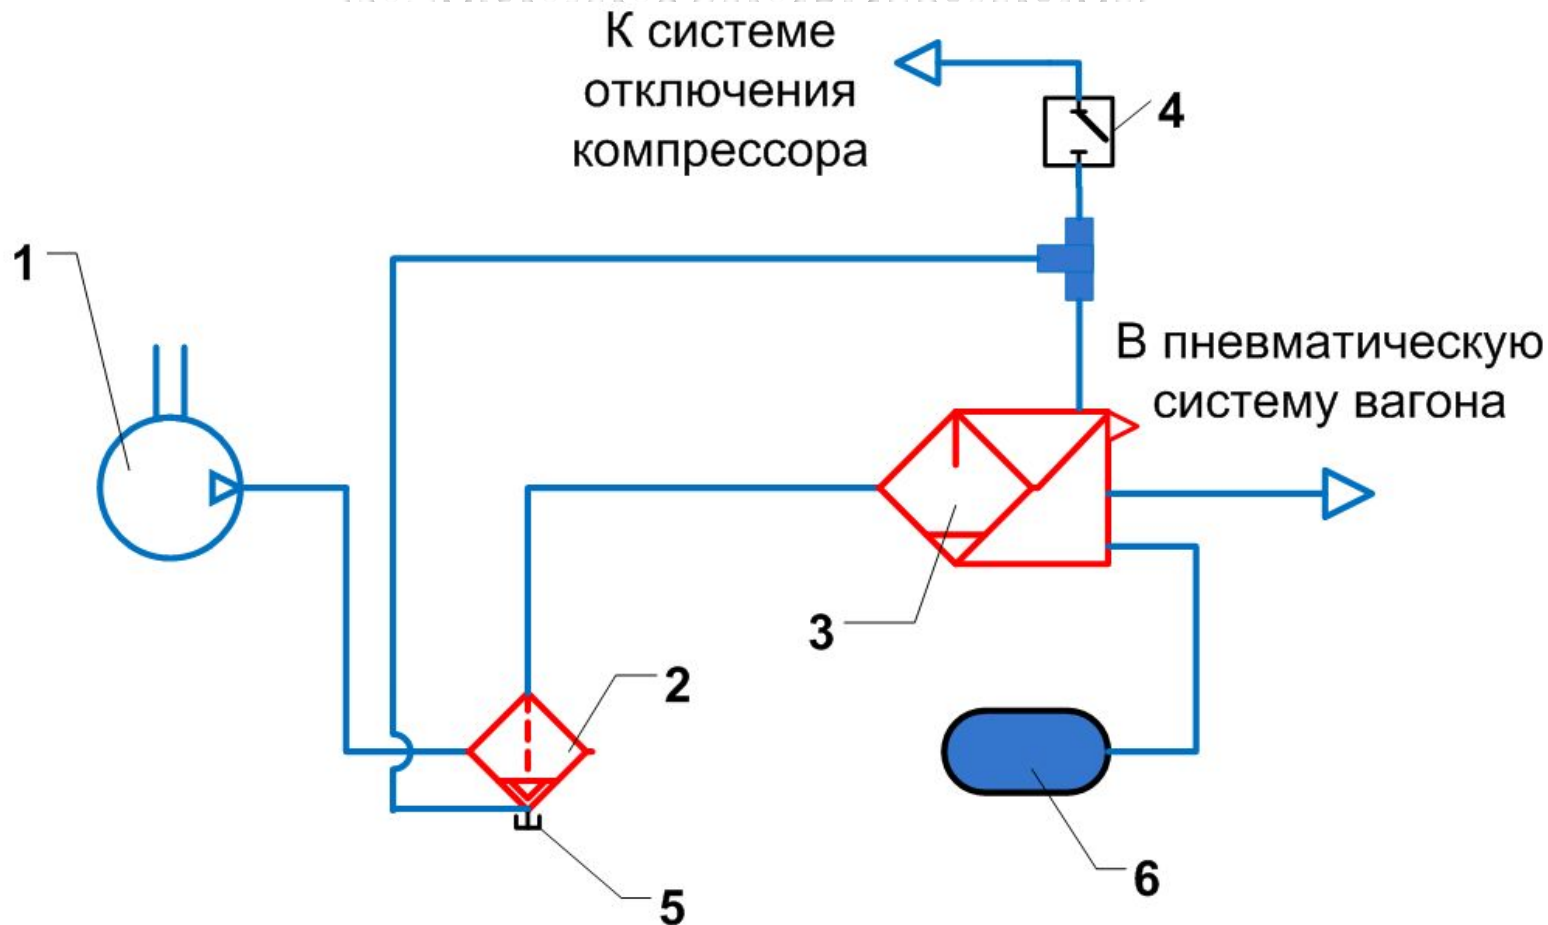 К системе
отключения
компрессора
4
1
В пневматическую
систему вагона
3
2
6
5